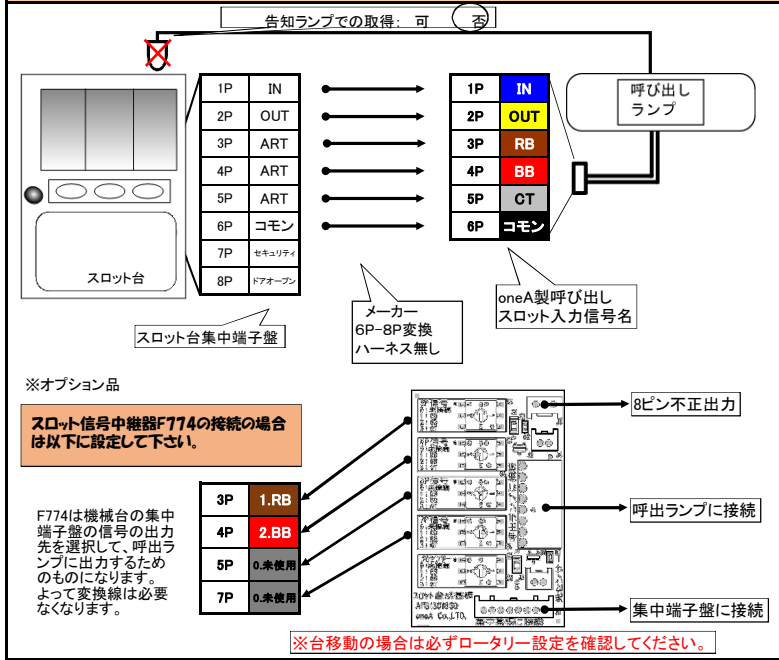 告知ランプでの取得: 可 否
呼び出し
ランプ
1P IN
2P OUT
3P ART
4P ART
5P ART
6P コモン
7P セキュリティ
8P ドアオープン
1P IN
2P OUT
3P RB
4P BB
5P CT
6P コモン
スロット台
スロット台集中端子盤
メーカー
6P-8P変換
ハーネス無し
oneA製呼び出し
スロット入力信号名
※オプション品
スロット信号中継器F774の接続の場合
は以下に設定して下さい。
F774は機械台の集中
端子盤の信号の出力
先を選択して、呼出ラ
ンプに出力するため
のものになります。
よって変換線は必要
なくなります。
3P 1.RB
4P 2.BB
5P 0.未使用
7P 0.未使用
8ピン不正出力
呼出ランプに接続
集中端子盤に接続
oneA Co.,LTD.
※台移動の場合は必ずロータリー設定を確認してください。